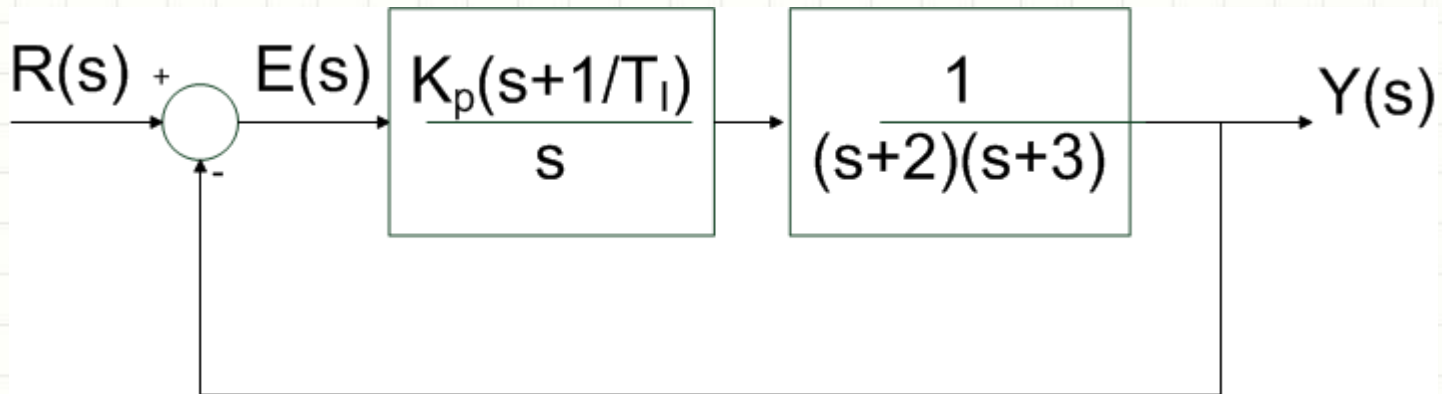 R(s) + E(s)
-
Kₚ(s+1/Tᵢ)
s
1
(s+2)(s+3)
Y(s)